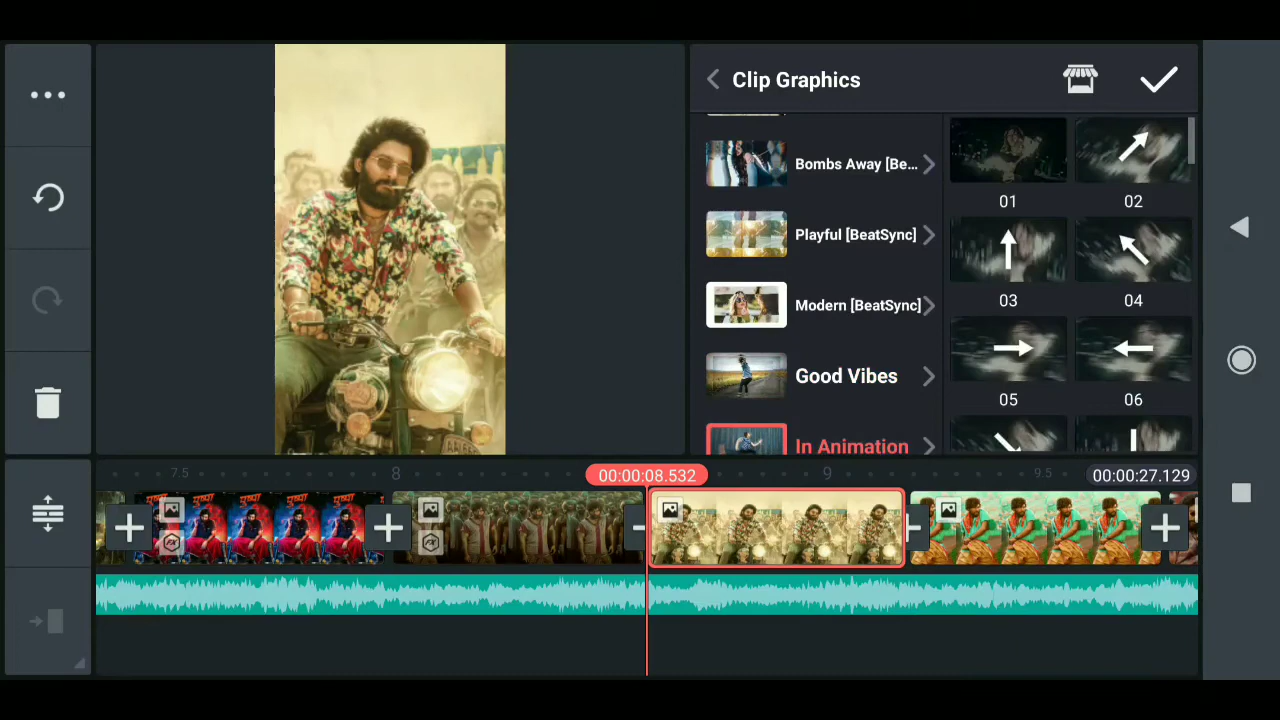 Clip Graphics
Bombs Away [Be...
Playful [BeatSync]
Modern [BeatSync]
Good Vibes
In Animation
01
02
03
04
05
06
7.5
8
00:00:08.532
9
9.5
00:00:27.129